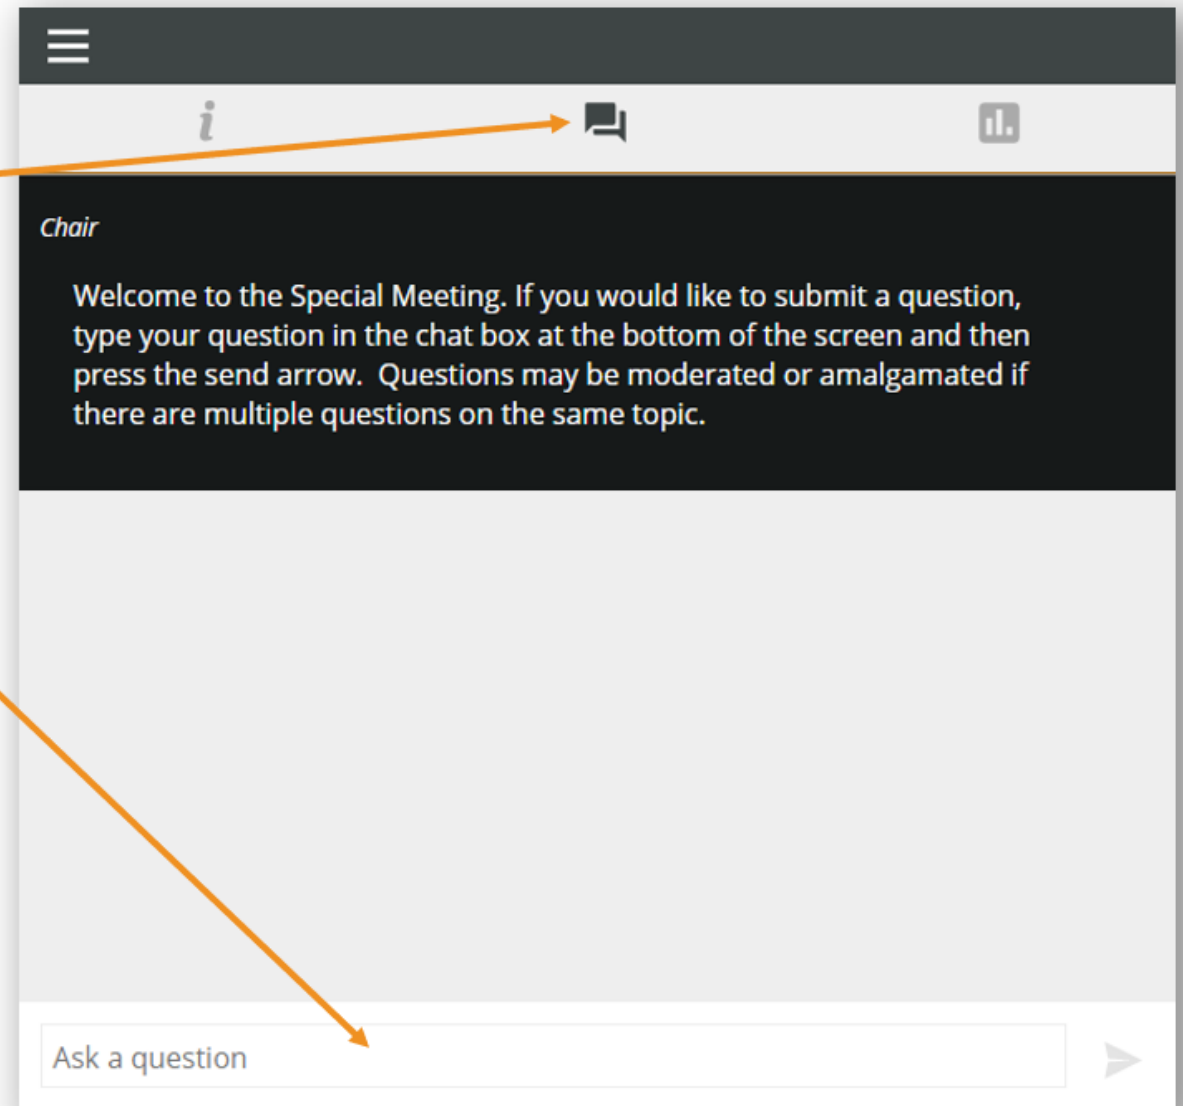 Chair
Welcome to the Special Meeting. If you would like to submit a question,
type your question in the chat box at the bottom of the screen and then
press the send arrow.  Questions may be moderated or amalgamated if
there are multiple questions on the same topic.
Ask a question